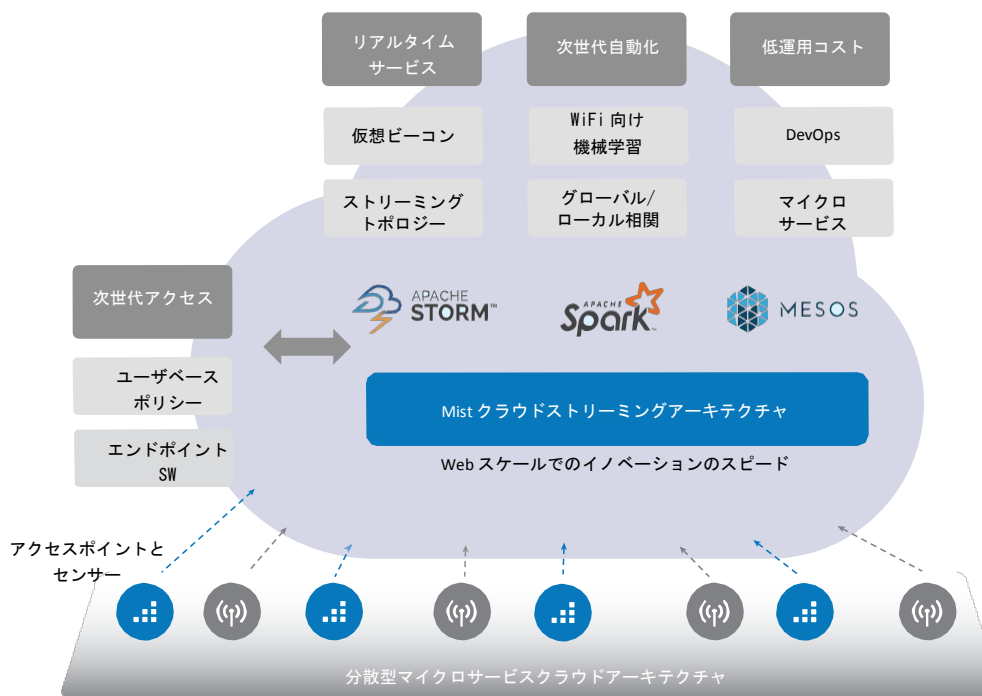 リアルタイム
サービス
次世代自動化
低運用コスト
仮想ビーコン
WiFi 向け
機械学習
DevOps
ストリーミング
トポロジー
グローバル/
ローカル相関
マイクロ
サービス
次世代アクセス
APACHE
STORM™
APACHE
Spark™
MESOS
ユーザベース
ポリシー
Mist クラウドストリーミングアーキテクチャ
エンドポイント
SW
Web スケールでのイノベーションのスピード
アクセスポイントと
センサー
分散型マイクロサービスクラウドアーキテクチャ